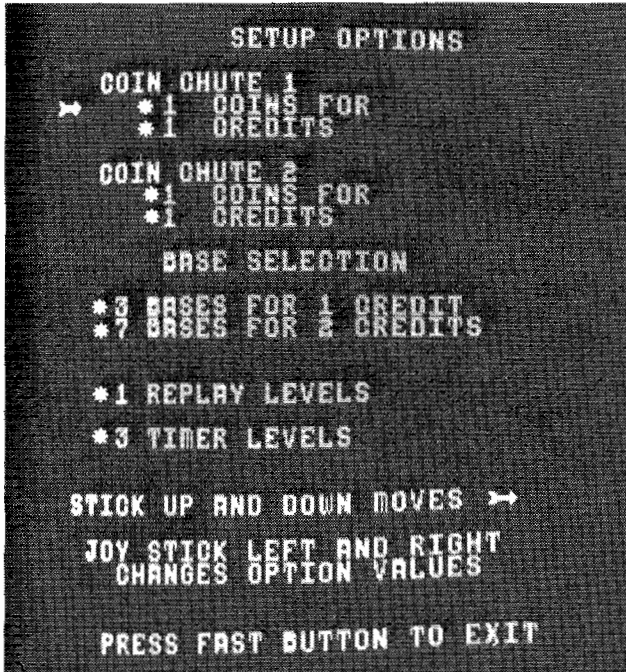 SETUP OPTIONS
COIN CHUTE 1
*1 COINS FOR
*1 CREDITS
COIN CHUTE 2
*1 COINS FOR
*1 CREDITS
BASE SELECTION
*3 BASES FOR 1 CREDIT
*7 BASES FOR 2 CREDITS
*1 REPLAY LEVELS
*3 TIMER LEVELS
STICK UP AND DOWN MOVES
JOY STICK LEFT AND RIGHT
CHANGES OPTION VALUES
PRESS FAST BUTTON TO EXIT